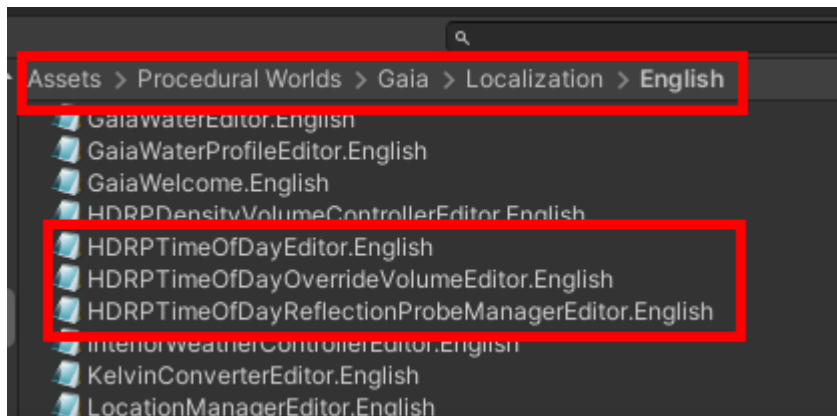 Assets > Procedural Worlds > Gaia > Localization > English
GaiaWaterEditor.English
GaiaWaterProfileEditor.English
GaiaWelcome.English
HDRPDensityVolumeControllerEditor.English
HDRPTimeOfDayEditor.English
HDRPTimeOfDayOverrideVolumeEditor.English
HDRPTimeOfDayReflectionProbeManagerEditor.English
InteriorWeatherControllerEditor.English
KelvinConverterEditor.English
LocationManagerEditor.English